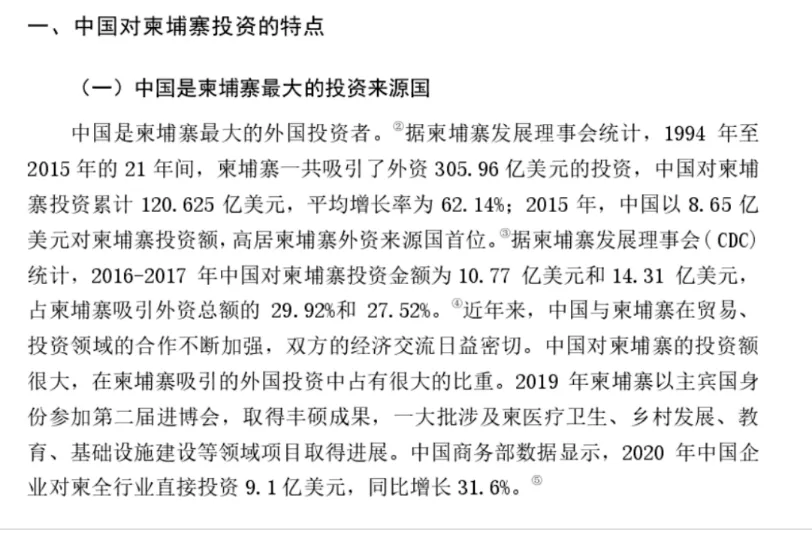 一、中国对柬埔寨投资的特点
（一）中国是柬埔寨最大的投资来源国
中国是柬埔寨最大的外国投资者。②据柬埔寨发展理事会统计，1994 年至
2015 年的 21 年间，柬埔寨一共吸引了外资 305.96 亿美元的投资，中国对柬埔
寨投资累计 120.625 亿美元，平均增长率为 62.14%；2015 年，中国以 8.65 亿
美元对柬埔寨投资额，高居柬埔寨外资来源国首位。③据柬埔寨发展理事会(CDC)
统计，2016-2017 年中国对柬埔寨投资金额为 10.77 亿美元和 14.31 亿美元，
占柬埔寨吸引外资总额的 29.92%和 27.52%。④近年来，中国与柬埔寨在贸易、
投资领域的合作不断加强，双方的经济交流日益密切。中国对柬埔寨的投资额
很大，在柬埔寨吸引的外国投资中占有很大的比重。2019 年柬埔寨以主宾国身
份参加第二届进博会，取得丰硕成果，一大批涉及柬医疗卫生、乡村发展、教
育、基础设施建设等领域项目取得进展。中国商务部数据显示，2020 年中国企
业对柬全行业直接投资 9.1 亿美元，同比增长 31.6%。⑤